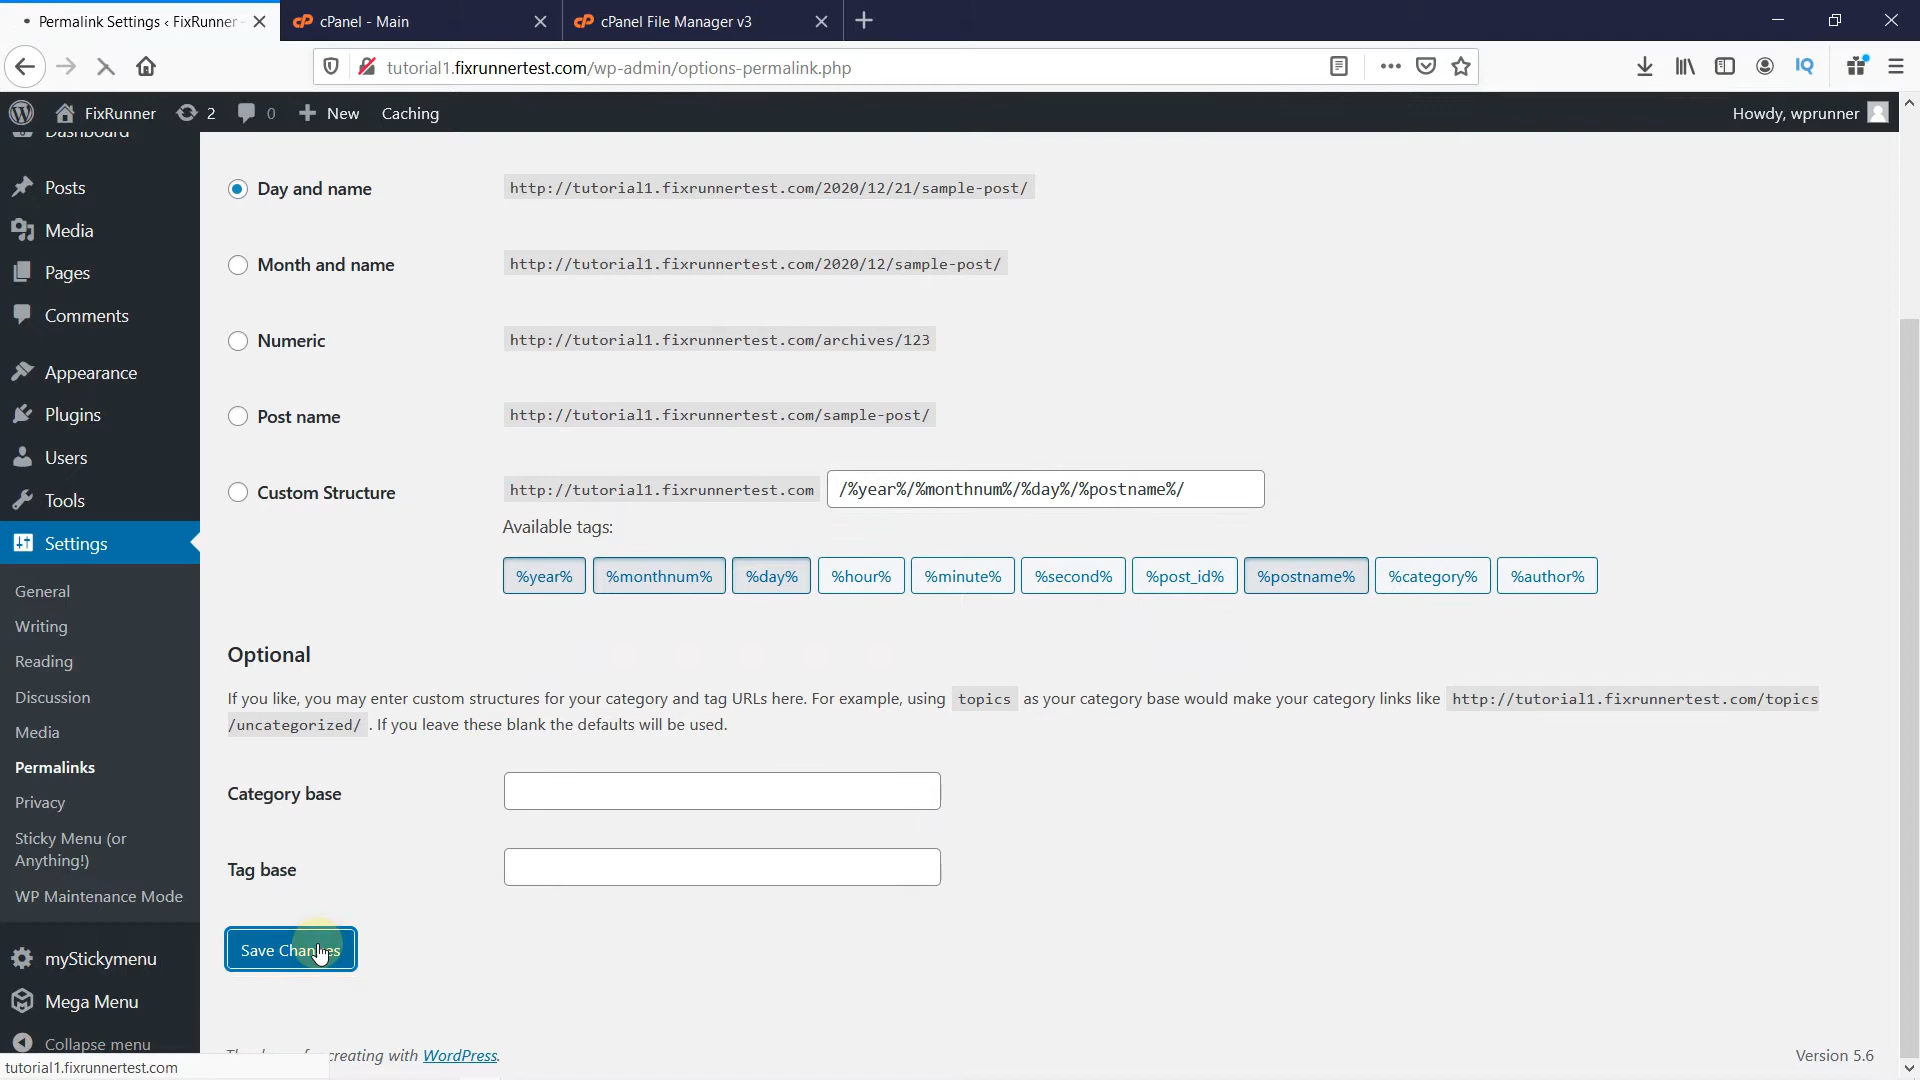 Permalink Settings ‹ FixRunner -
cPanel - Main
cPanel File Manager v3
tutorial1.fixrunnertest.com/wp-admin/options-permalink.php
IQ
FixRunner
2
0
New
Caching
Howdy, wprunner
Dashboard
Posts
Media
Pages
Comments
Appearance
Plugins
Users
Tools
Settings
General
Writing
Reading
Discussion
Media
Permalinks
Privacy
Sticky Menu (or
Anything!)
WP Maintenance Mode
myStickymenu
Mega Menu
Collapse menu
tutorial1.fixrunnertest.com
Day and name
http://tutorial1.fixrunnertest.com/2020/12/21/sample-post/
Month and name
http://tutorial1.fixrunnertest.com/2020/12/sample-post/
Numeric
http://tutorial1.fixrunnertest.com/archives/123
Post name
http://tutorial1.fixrunnertest.com/sample-post/
Custom Structure
http://tutorial1.fixrunnertest.com
/%year%/%monthnum%/%day%/%postname%/
Available tags:
%year%
%monthnum%
%day%
%hour%
%minute%
%second%
%post_id%
%postname%
%category%
%author%
Optional
If you like, you may enter custom structures for your category and tag URLs here. For example, using topics as your category base would make your category links like http://tutorial1.fixrunnertest.com/topics
/uncategorized/ . If you leave these blank the defaults will be used.
Category base
Tag base
Save Changes
creating with WordPress.
Version 5.6